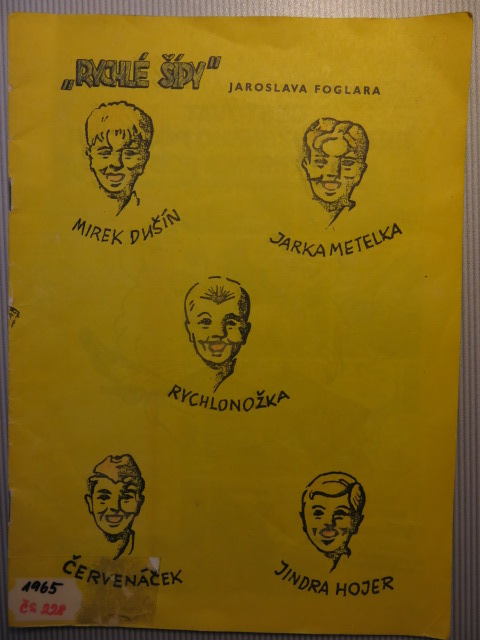 „RYCHLÉ ŠÍPY" JAROSLAVA FOGLARA
MIREK DUŠÍN
JARKA METELKA
RYCHLONOŽKA
ČERVENÁČEK
JINDRA HOJER
1965
ČS 228